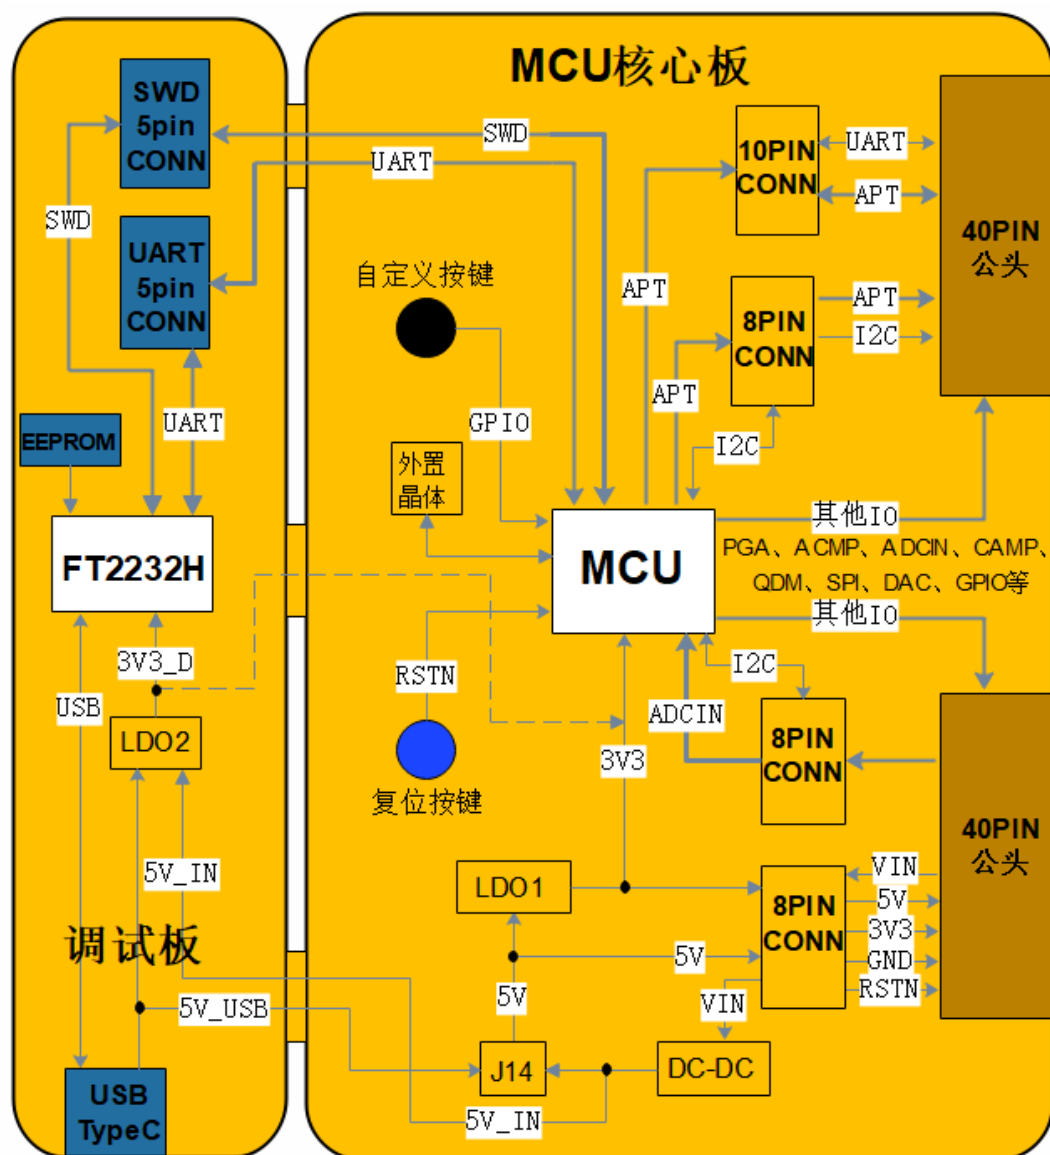 MCU核心板
SWD
5pin
CONN
SWD
UART
10PIN
CONN
UART
APT
40PIN
公头
SWD
UART
5pin
CONN
自定义按键
APT
8PIN
CONN
APT
I2C
APT
UART
GPIO
I2C
EEPROM
外置
晶体
FT2232H
MCU
其他IO
PGA、ACMP、ADCIN、CAMP、
QDM、SPI、DAC、GPIO等
其他IO
3V3_D
RSTN
I2C
USB
ADCIN
LDO2
8PIN
CONN
3V3
复位按键
40PIN
公头
5V_IN
LDO1
VIN
5V
8PIN
CONN
3V3
GND
RSTN
调试板
5V
5V
5V_USB
VIN
J14
DC-DC
USB
TypeC
5V_IN